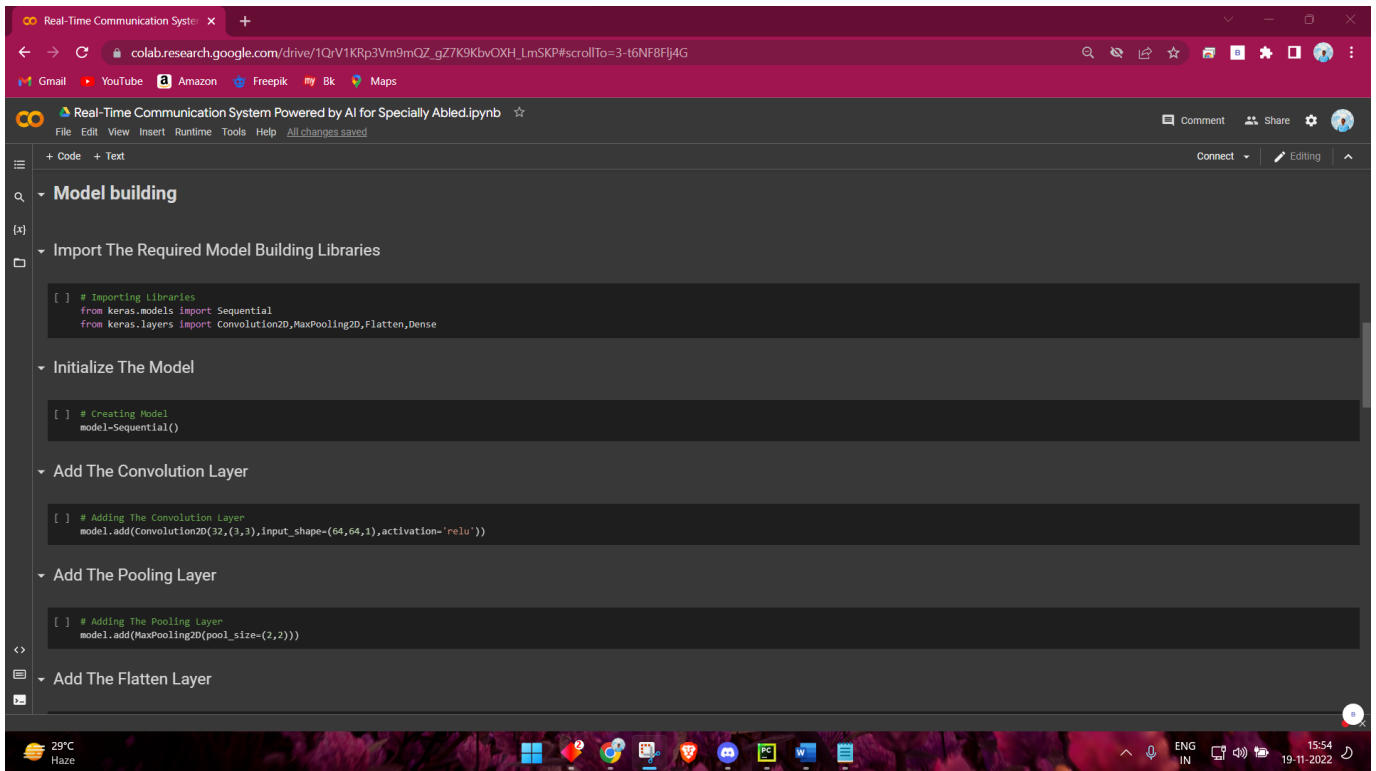 Real-Time Communication Syster
colab.research.google.com/drive/1QrV1KRp3Vm9mQZ_gZ7K9KbvOXH_LmSKP#scrollTo=3-t6NF8Flj4G
Gmail YouTube Amazon Freepik Bk Maps
Real-Time Communication System Powered by AI for Specially Abled.ipynb
Comment Share
File Edit View Insert Runtime Tools Help All changes saved
+ Code + Text
Connect Editing
Model building
{x}
Import The Required Model Building Libraries
[ ] # Importing Libraries
from keras.models import Sequential
from keras.layers import Convolution2D,MaxPooling2D,Flatten,Dense
Initialize The Model
[ ] # Creating Model
model=Sequential()
Add The Convolution Layer
[ ] # Adding The Convolution Layer
model.add(Convolution2D(32,(3,3),input_shape=(64,64,1),activation='relu'))
Add The Pooling Layer
[ ] # Adding The Pooling Layer
model.add(MaxPooling2D(pool_size=(2,2)))
Add The Flatten Layer
29°C
Haze
ENG
IN
15:54
19-11-2022